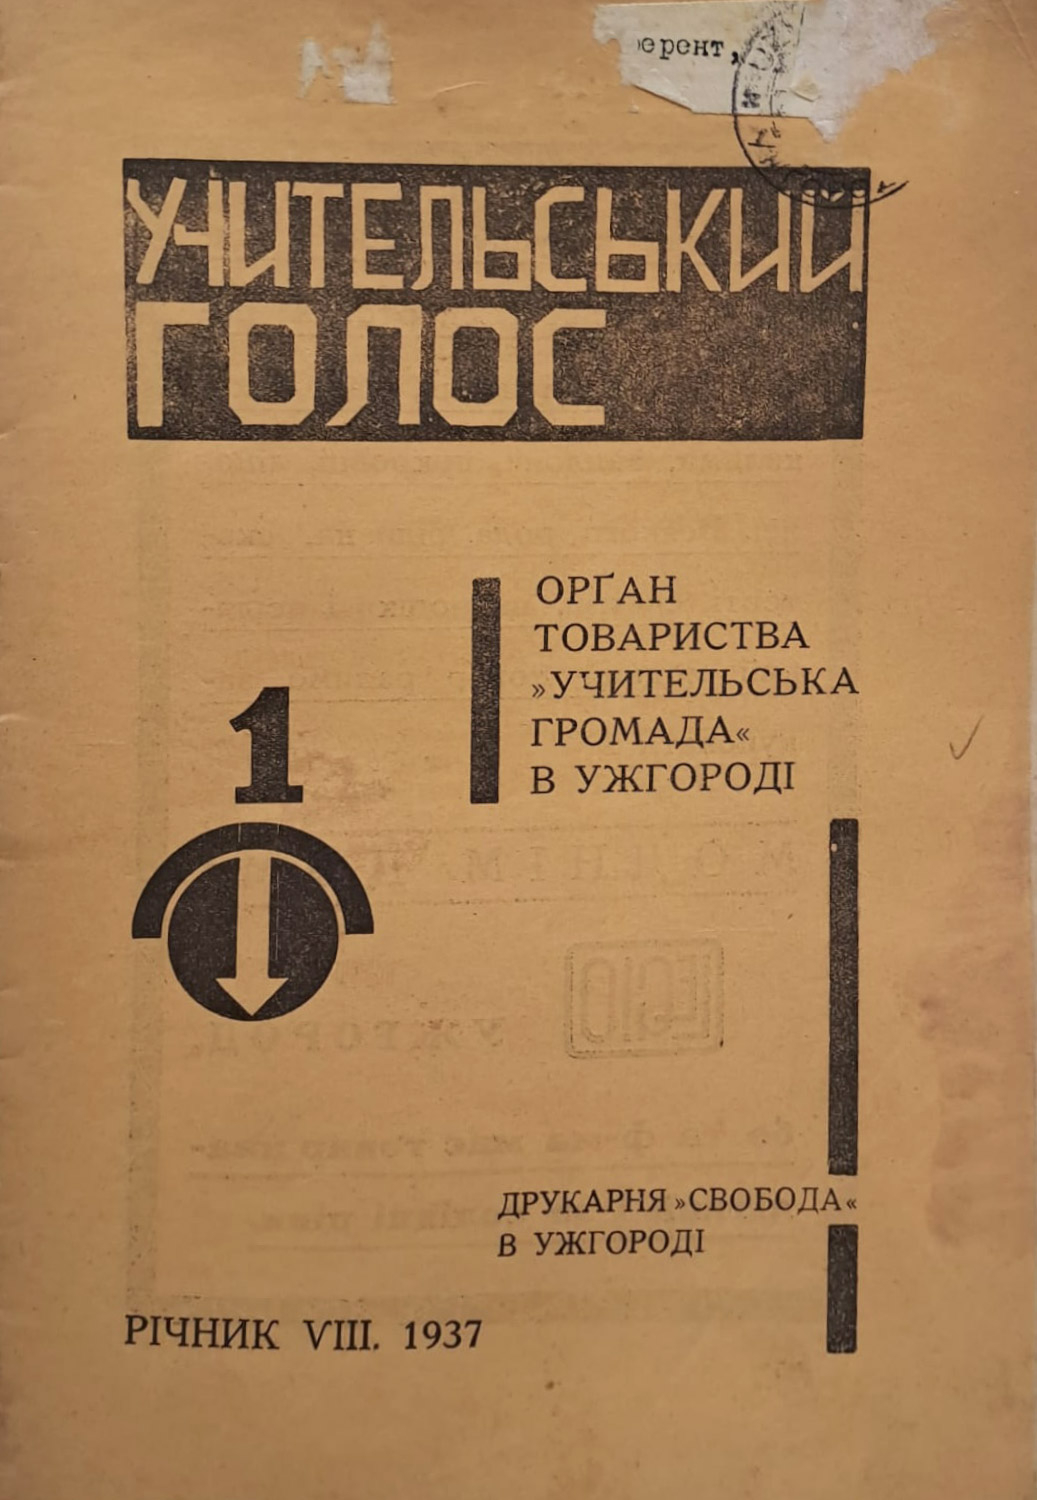 УЧИТЕЛЬСЬКИЙ
ГОЛОС
ОРҐАН
ТОВАРИСТВА
»УЧИТЕЛЬСЬКА
ГРОМАДА«
В УЖГОРОДІ
1
ДРУКАРНЯ »СВОБОДА«
В УЖГОРОДІ
РІЧНИК VIII. 1937